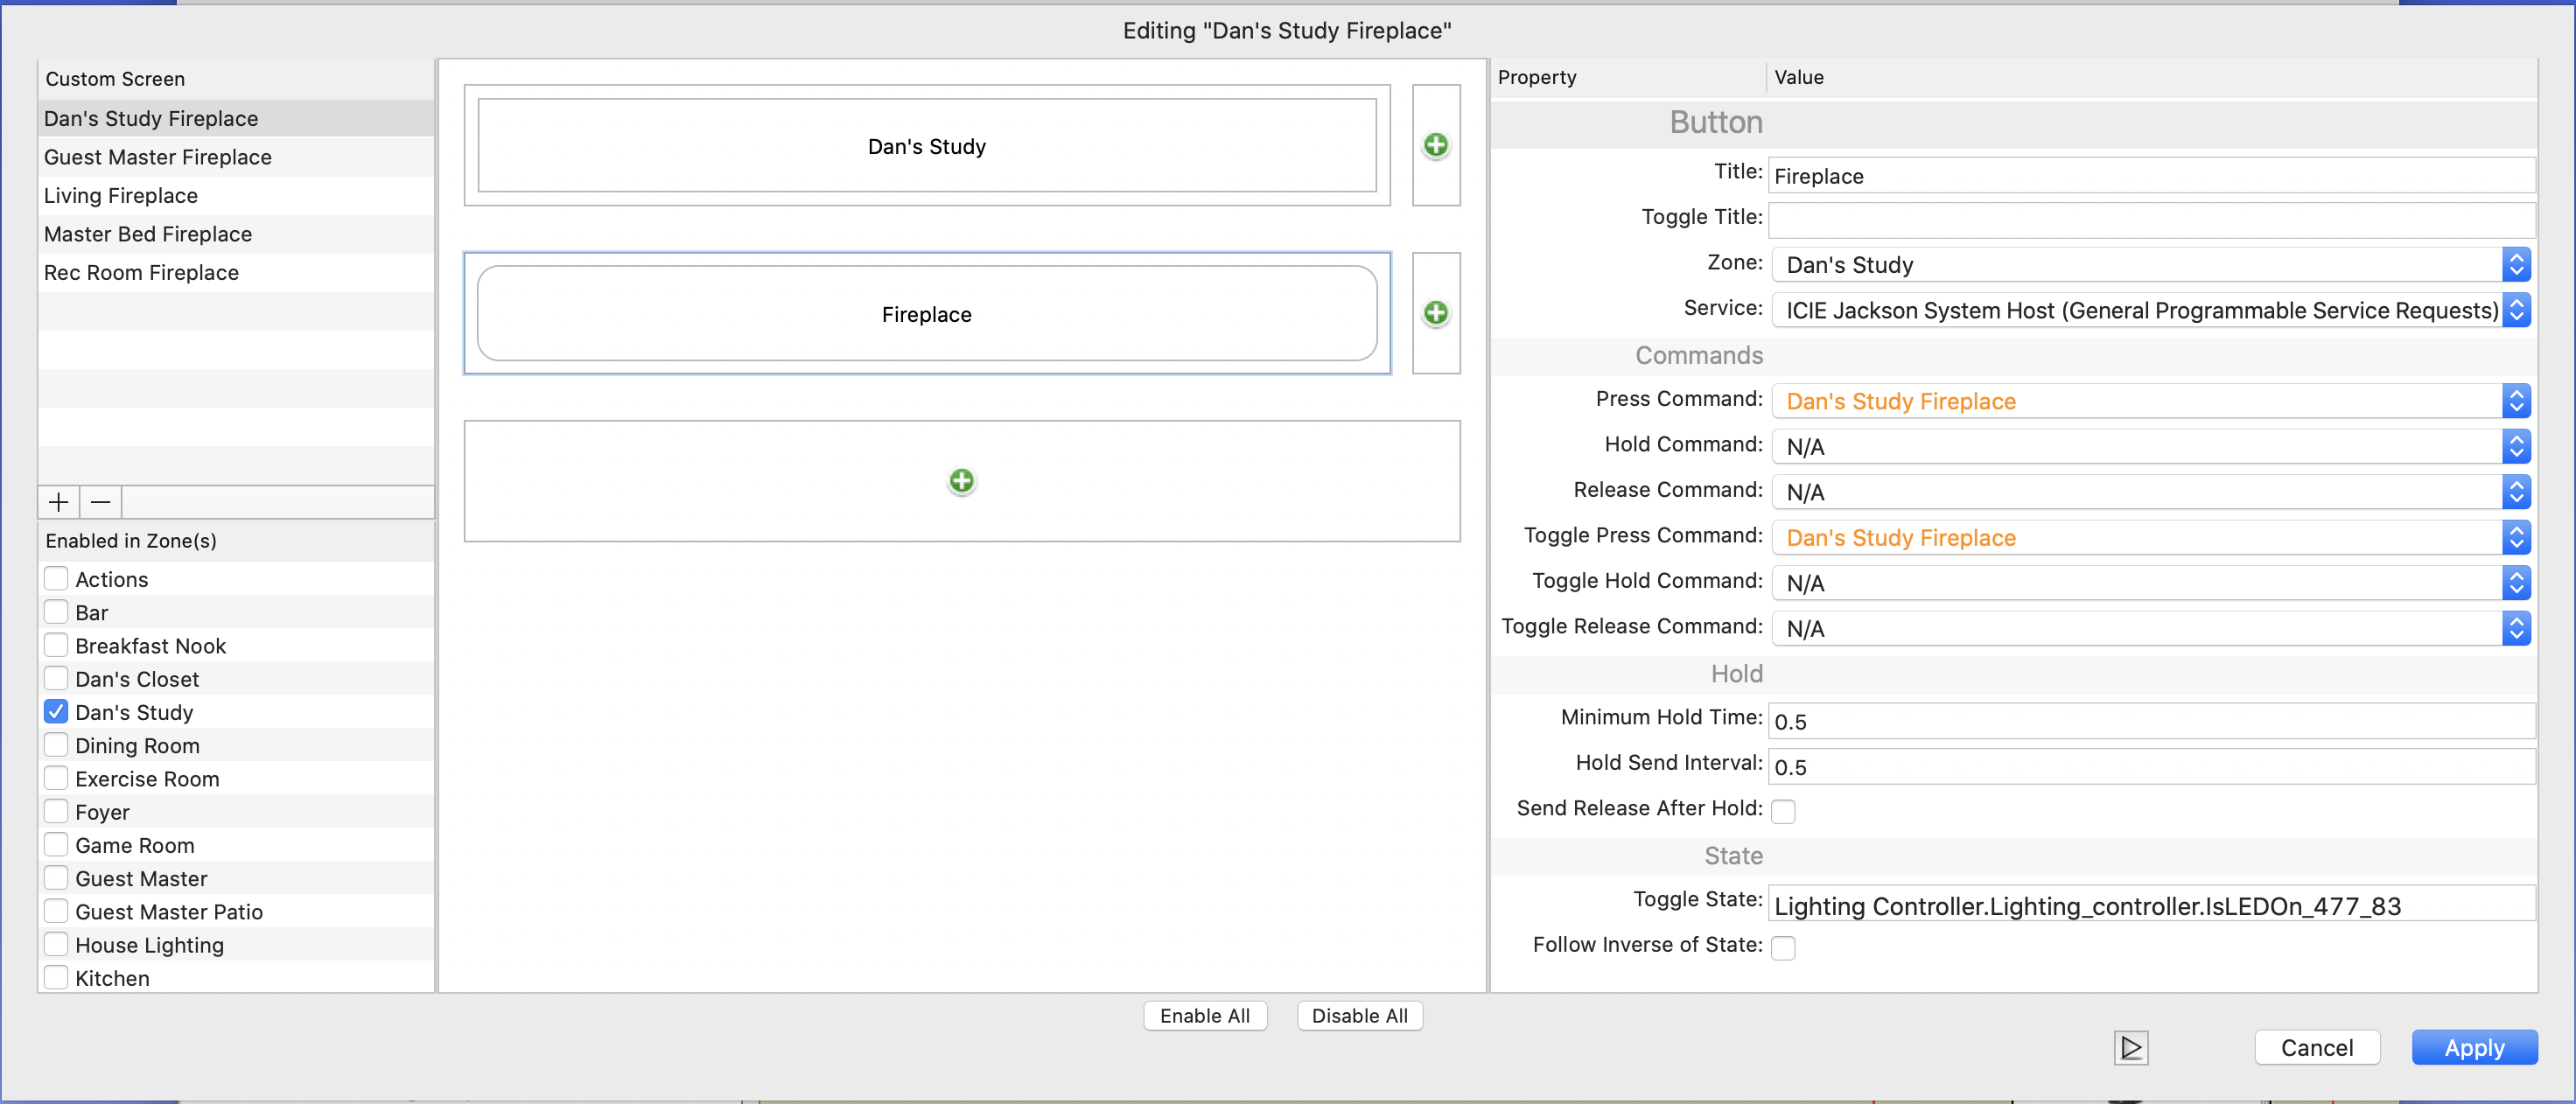 Editing "Dan's Study Fireplace"
Custom Screen
Dan's Study Fireplace
Guest Master Fireplace
Living Fireplace
Master Bed Fireplace
Rec Room Fireplace
Enabled in Zone(s)
Actions
Bar
Breakfast Nook
Dan's Closet
Dan's Study
Dining Room
Exercise Room
Foyer
Game Room
Guest Master
Guest Master Patio
House Lighting
Kitchen
Dan's Study
Fireplace
Property Value
Button
Title: Fireplace
Toggle Title:
Zone: Dan's Study
Service: ICIE Jackson System Host (General Programmable Service Requests)
Commands
Press Command: Dan's Study Fireplace
Hold Command: N/A
Release Command: N/A
Toggle Press Command: Dan's Study Fireplace
Toggle Hold Command: N/A
Toggle Release Command: N/A
Hold
Minimum Hold Time: 0.5
Hold Send Interval: 0.5
Send Release After Hold:
State
Toggle State: Lighting Controller.Lighting_controller.IsLEDOn_477_83
Follow Inverse of State:
Enable All Disable All
Cancel Apply